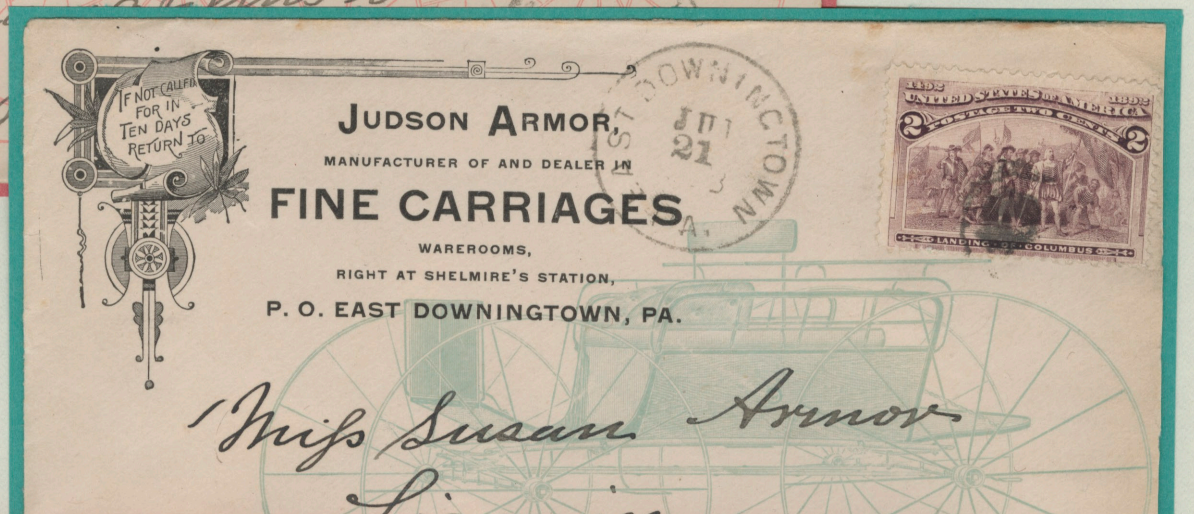 IF NOT CALLED
FOR IN
TEN DAYS
RETURN TO
JUDSON ARMOR,
MANUFACTURER OF AND DEALER IN
FINE CARRIAGES
WAREROOMS,
RIGHT AT SHELMIRE'S STATION,
P. O. EAST DOWNINGTOWN, PA.
EAST DOWNINGTOWN
21
A.
1492 1892
UNITED STATES OF AMERICA
POSTAGE TWO CENTS
2 2
LANDING OF COLUMBUS
Miss Susan Armor